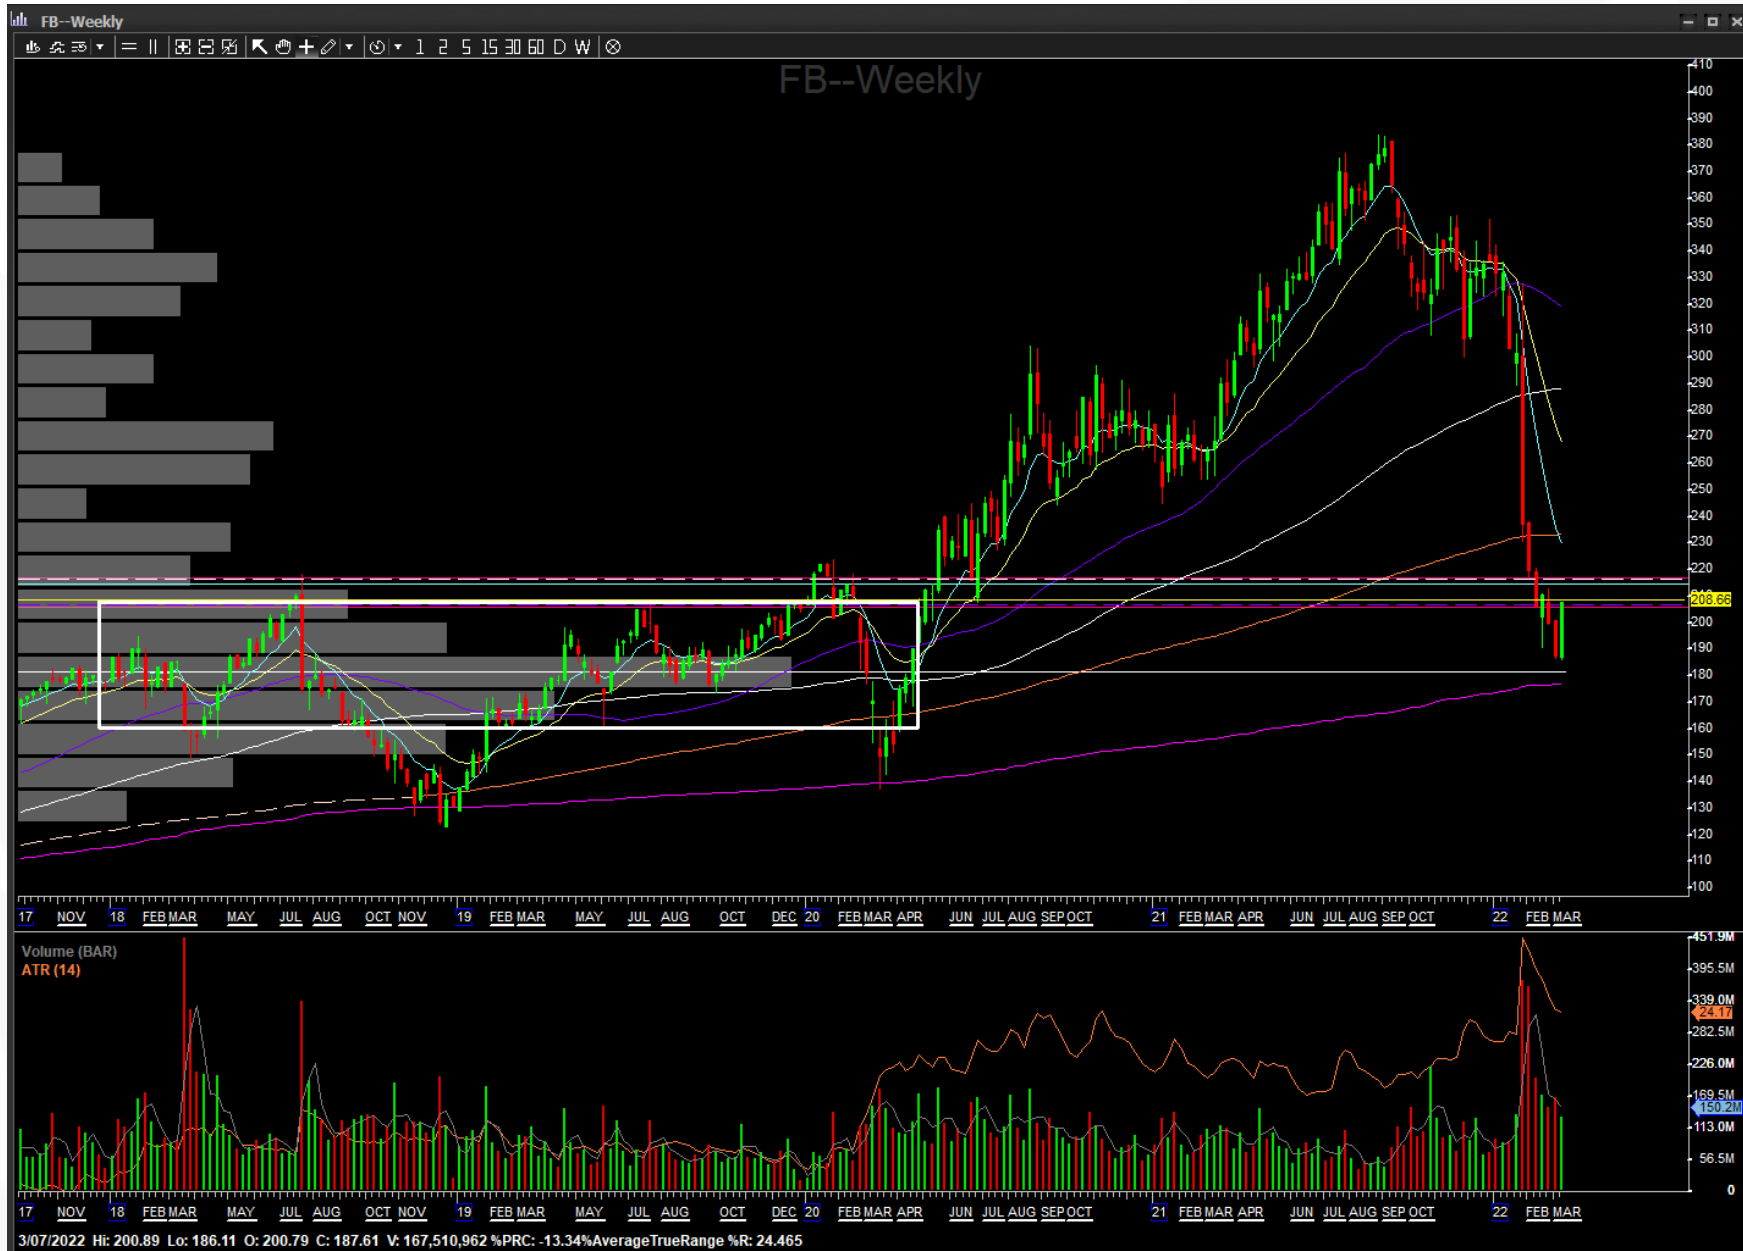 FB--Weekly
1 2 5 15 30 60 D W
FB--Weekly
410
400
390
380
370
360
350
340
330
320
310
300
290
280
270
260
250
240
230
220
208.66
200
190
180
170
160
150
140
130
120
110
100
17 NOV 18 FEB MAR MAY JUL AUG OCT NOV 19 FEB MAR MAY JUL AUG OCT DEC 20 FEB MAR APR JUN JUL AUG SEP OCT 21 FEB MAR APR JUN JUL AUG SEP OCT 22 FEB MAR
Volume (BAR)
ATR (14)
451.9M
395.5M
339.0M
24.17
282.5M
226.0M
169.5M
150.2M
113.0M
56.5M
0
17 NOV 18 FEB MAR MAY JUL AUG OCT NOV 19 FEB MAR MAY JUL AUG OCT DEC 20 FEB MAR APR JUN JUL AUG SEP OCT 21 FEB MAR APR JUN JUL AUG SEP OCT 22 FEB MAR
3/07/2022 Hi: 200.89 Lo: 186.11 O: 200.79 C: 187.61 V: 167,510,962 %PRC: -13.34%AverageTrueRange %R: 24.465